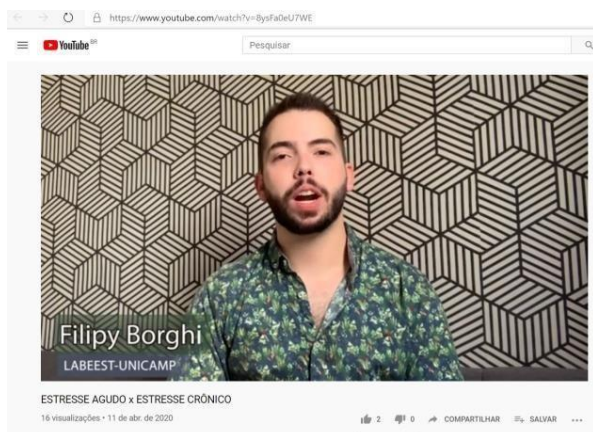 https://www.youtube.com/watch?v=8ysFa0eU7WE
YouTube BR
Pesquisar
Filipy Borghi
LABEEST-UNICAMP
ESTRESSE AGUDO x ESTRESSE CRÔNICO
16 visualizações • 11 de abr. de 2020
2
0
COMPARTILHAR
SALVAR